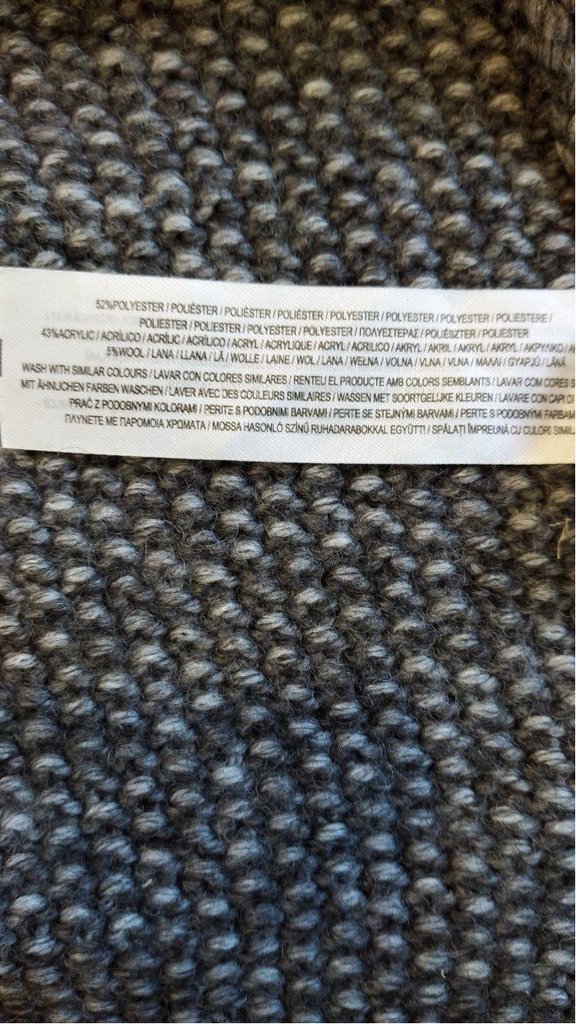 52%POLYESTER / POLIÉSTER / POLIÈSTER / POLIÉSTER / POLYESTER / POLYESTER / POLYESTER / POLIESTERE /
POLIESTER / POLIESTER / POLYESTER / POLYESTER / ΠΟΛΥΕΣΤΕΡΑΣ / POLIÉSZTER / POLIESTER
43%ACRYLIC / ACRÍLICO / ACRÍLIC / ACRÍLICO / ACRYL / ACRYLIQUE / ACRYL / ACRILICO / AKRYL / AKRIL / AKRYL / AKRYL / ΑΚΡΥΛΙΚΟ /
5%WOOL / LANA / LLANA / LÃ / WOLLE / LAINE / WOL / LANA / WEŁNA / VOLNA / VLNA / VLNA / ΜΑΛΛΙ / GYAPJÚ / LÂNĂ
WASH WITH SIMILAR COLOURS / LAVAR CON COLORES SIMILARES / RENTEU EL PRODUCTE AMB COLORS SEMBLANTS / LAVAR COM CORES
MIT ÄHNLICHEN FARBEN WASCHEN / LAVER AVEC DES COULEURS SIMILAIRES / WASSEN MET SOORTGELIJKE KLEUREN / LAVARE CON CAPI DI
PRAĆ Z PODOBNYMI KOLORAMI / PERITE S PODOBNIMI BARVAMI / PERTE SE STEJNÝMI BARVAMI / PERTE S PODOBNÝMI
ΠΛΥΝΕΤΕ ΜΕ ΠΑΡΟΜΟΙΑ ΧΡΩΜΑΤΑ / MOSSA HASONLÓ SZÍNŰ RUHADARABOKKAL EGYÜTT! / SPĂLAȚI ÎMPREUNĂ CU CULORI